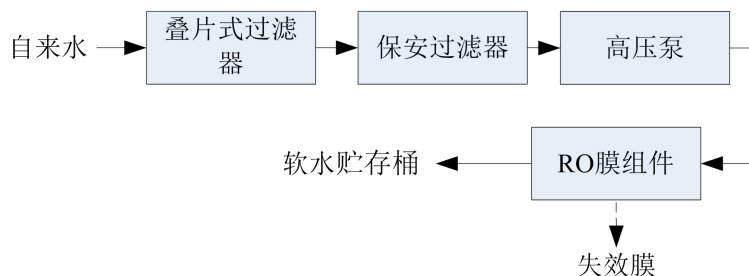 自来水
叠片式过滤
器
保安过滤器
高压泵
软水贮存桶
RO膜组件
失效膜